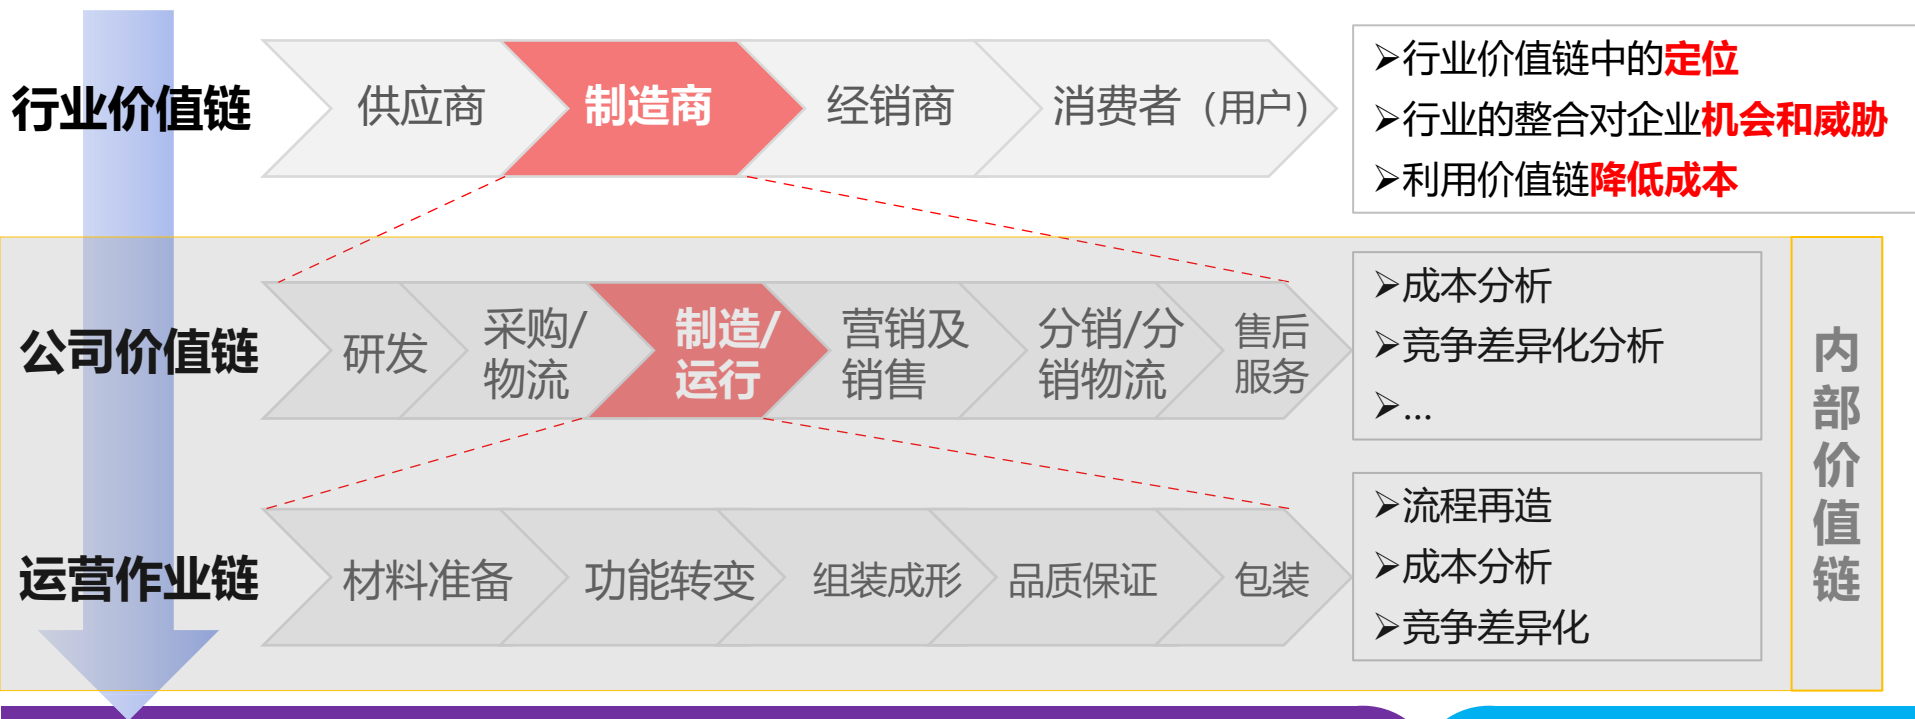 行业价值链
供应商
制造商
经销商
消费者（用户）
➢行业价值链中的定位
➢行业的整合对企业机会和威胁
➢利用价值链降低成本
公司价值链
研发
采购/
物流
制造/
运行
营销及
销售
分销/分
销物流
售后
服务
➢成本分析
➢竞争差异化分析
➢...
运营作业链
材料准备
功能转变
组装成形
品质保证
包装
➢流程再造
➢成本分析
➢竞争差异化
内
部
价
值
链